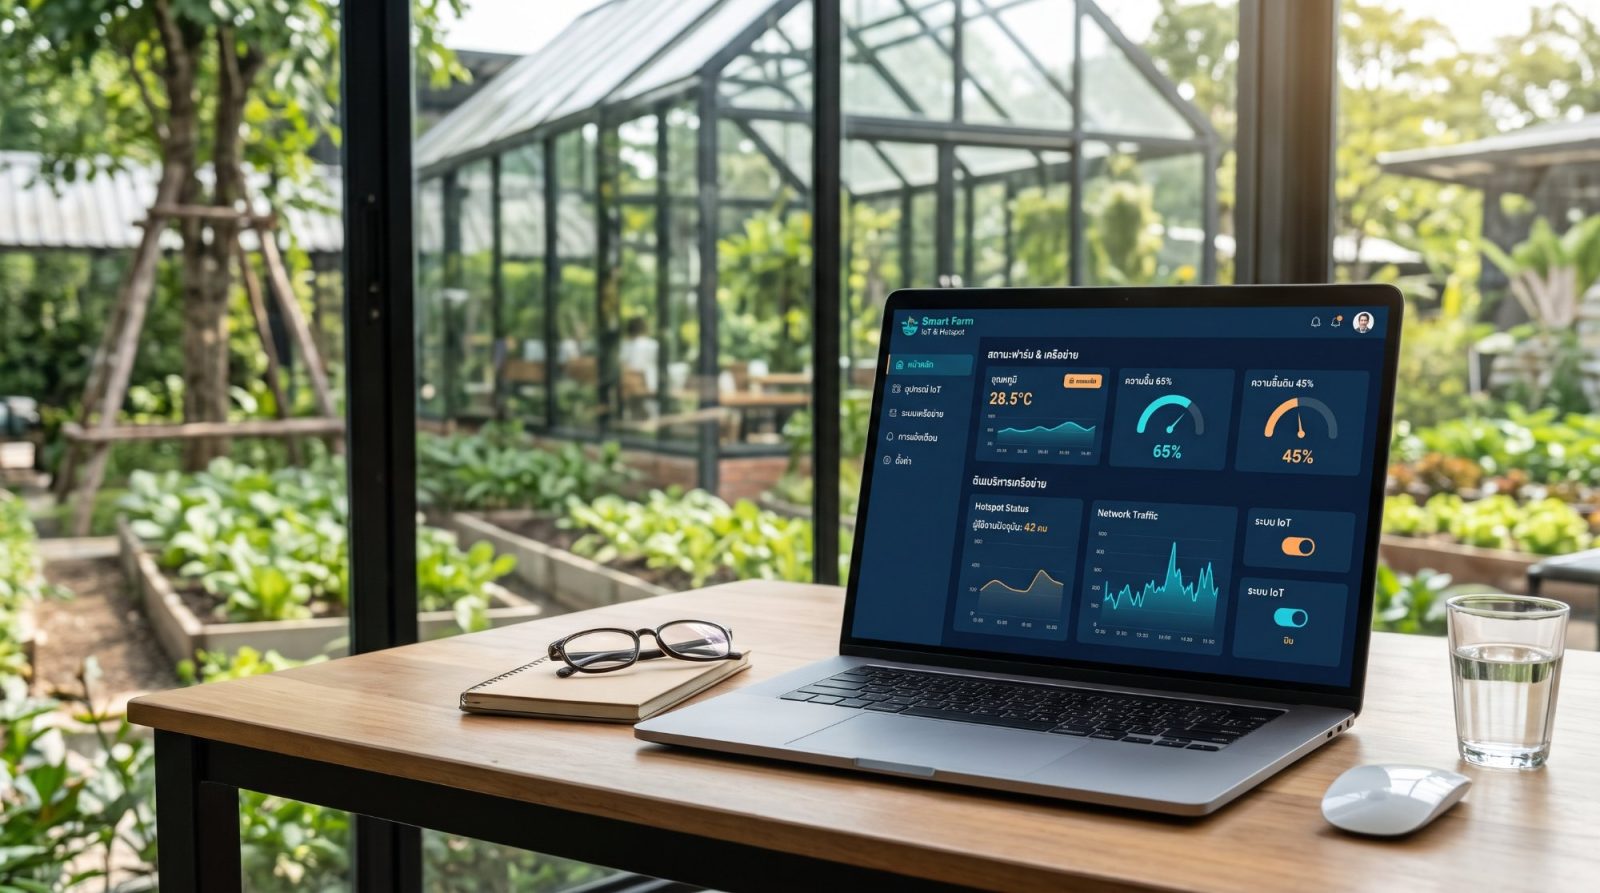 Smart Farm
IoT & Hotspot
หน้าหลัก
อุปกรณ์ IoT
ระบบเครือข่าย
การแจ้งเตือน
ตั้งค่า
สถานะฟาร์ม & เครือข่าย
อุณหภูมิ
28.5°C
ความชื้น 65%
65%
ความชื้นดิน 45%
45%
Hotspot Status
ผู้ใช้งานปัจจุบัน: 42 คน
Network Traffic
ระบบ IoT
ระบบ IoT